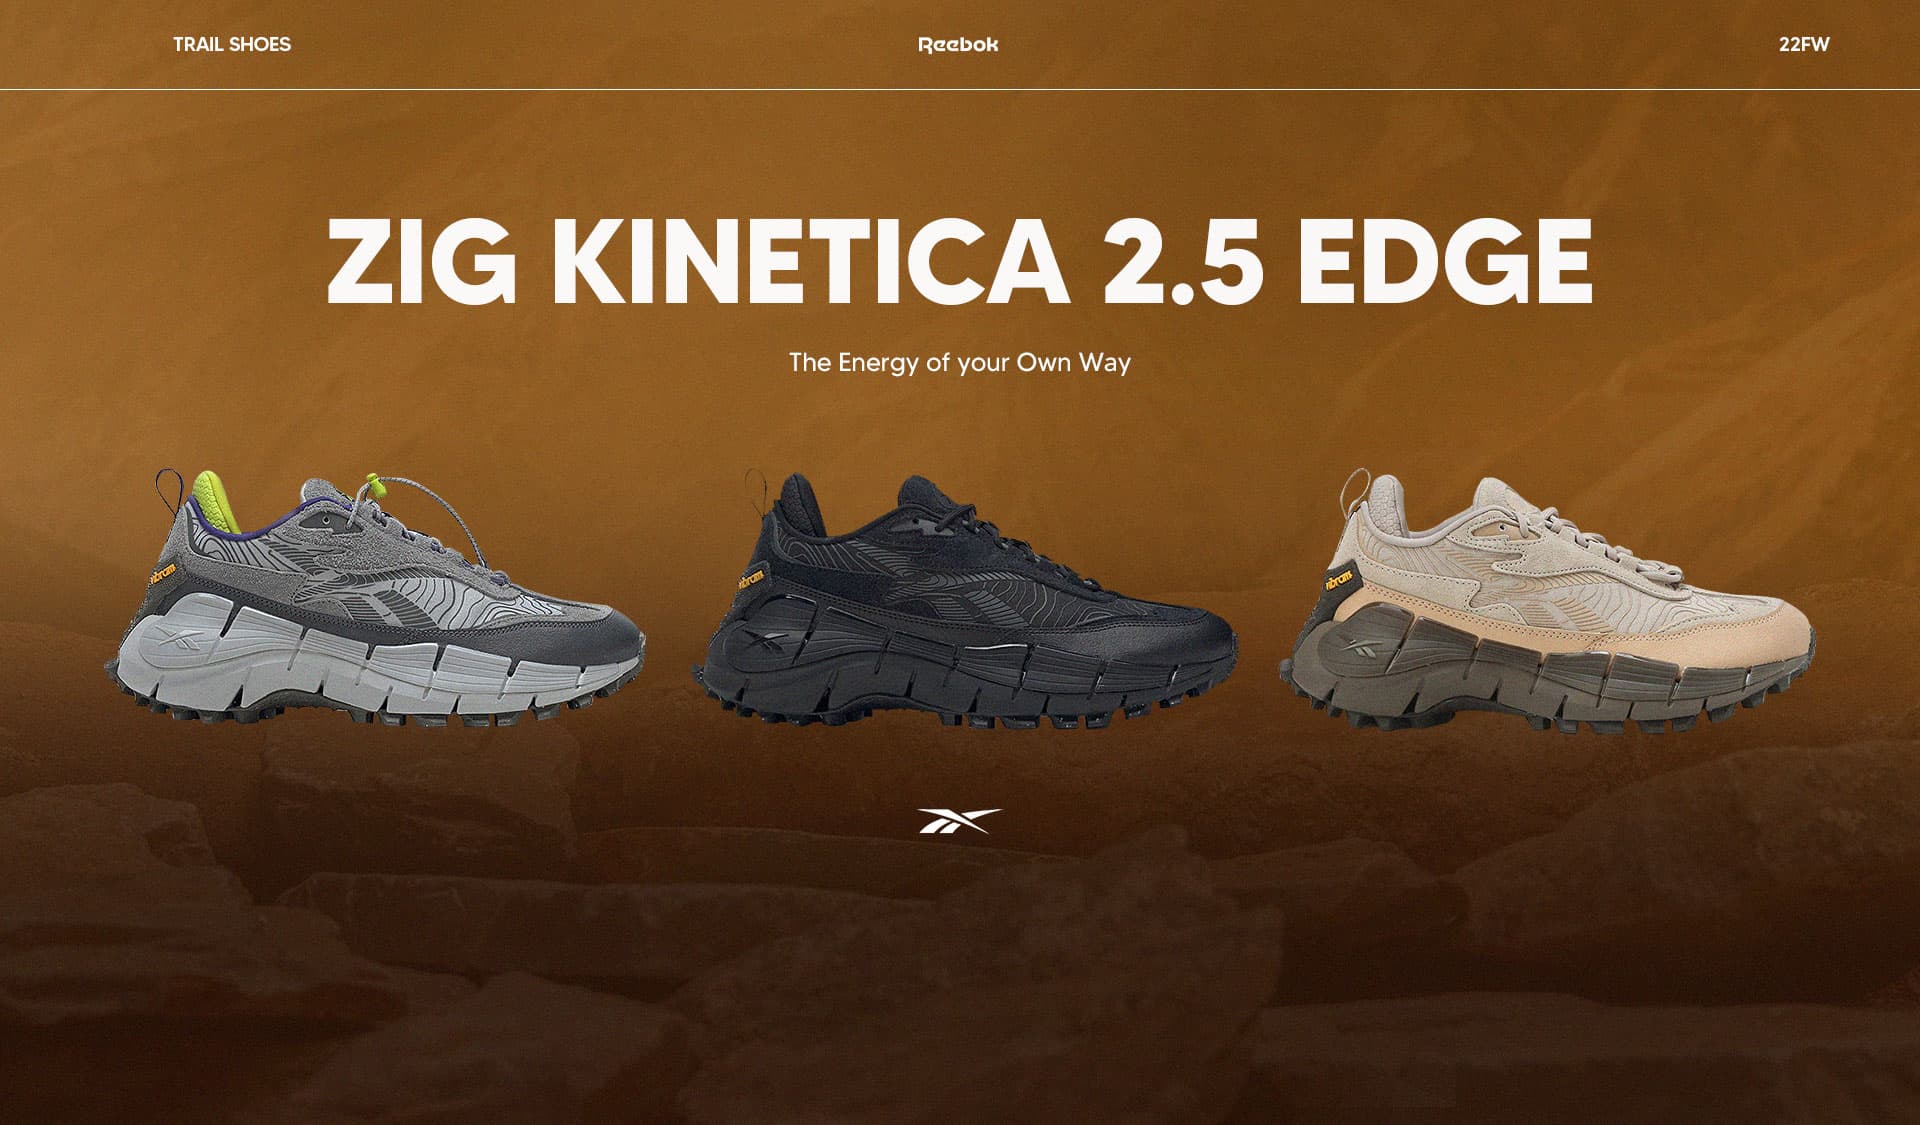 TRAIL SHOES
Reebok
22FW
ZIG KINETICA 2.5 EDGE
The Energy of your Own Way
vibram
vibram
vibram